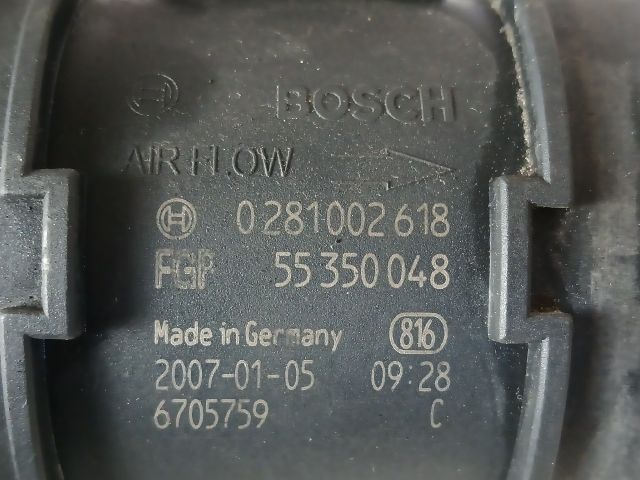 BOSCH
AIR FLOW
0 281 002 618
FGP 55 350 048
Made in Germany 816
2007-01-05 09:28
6705759 C